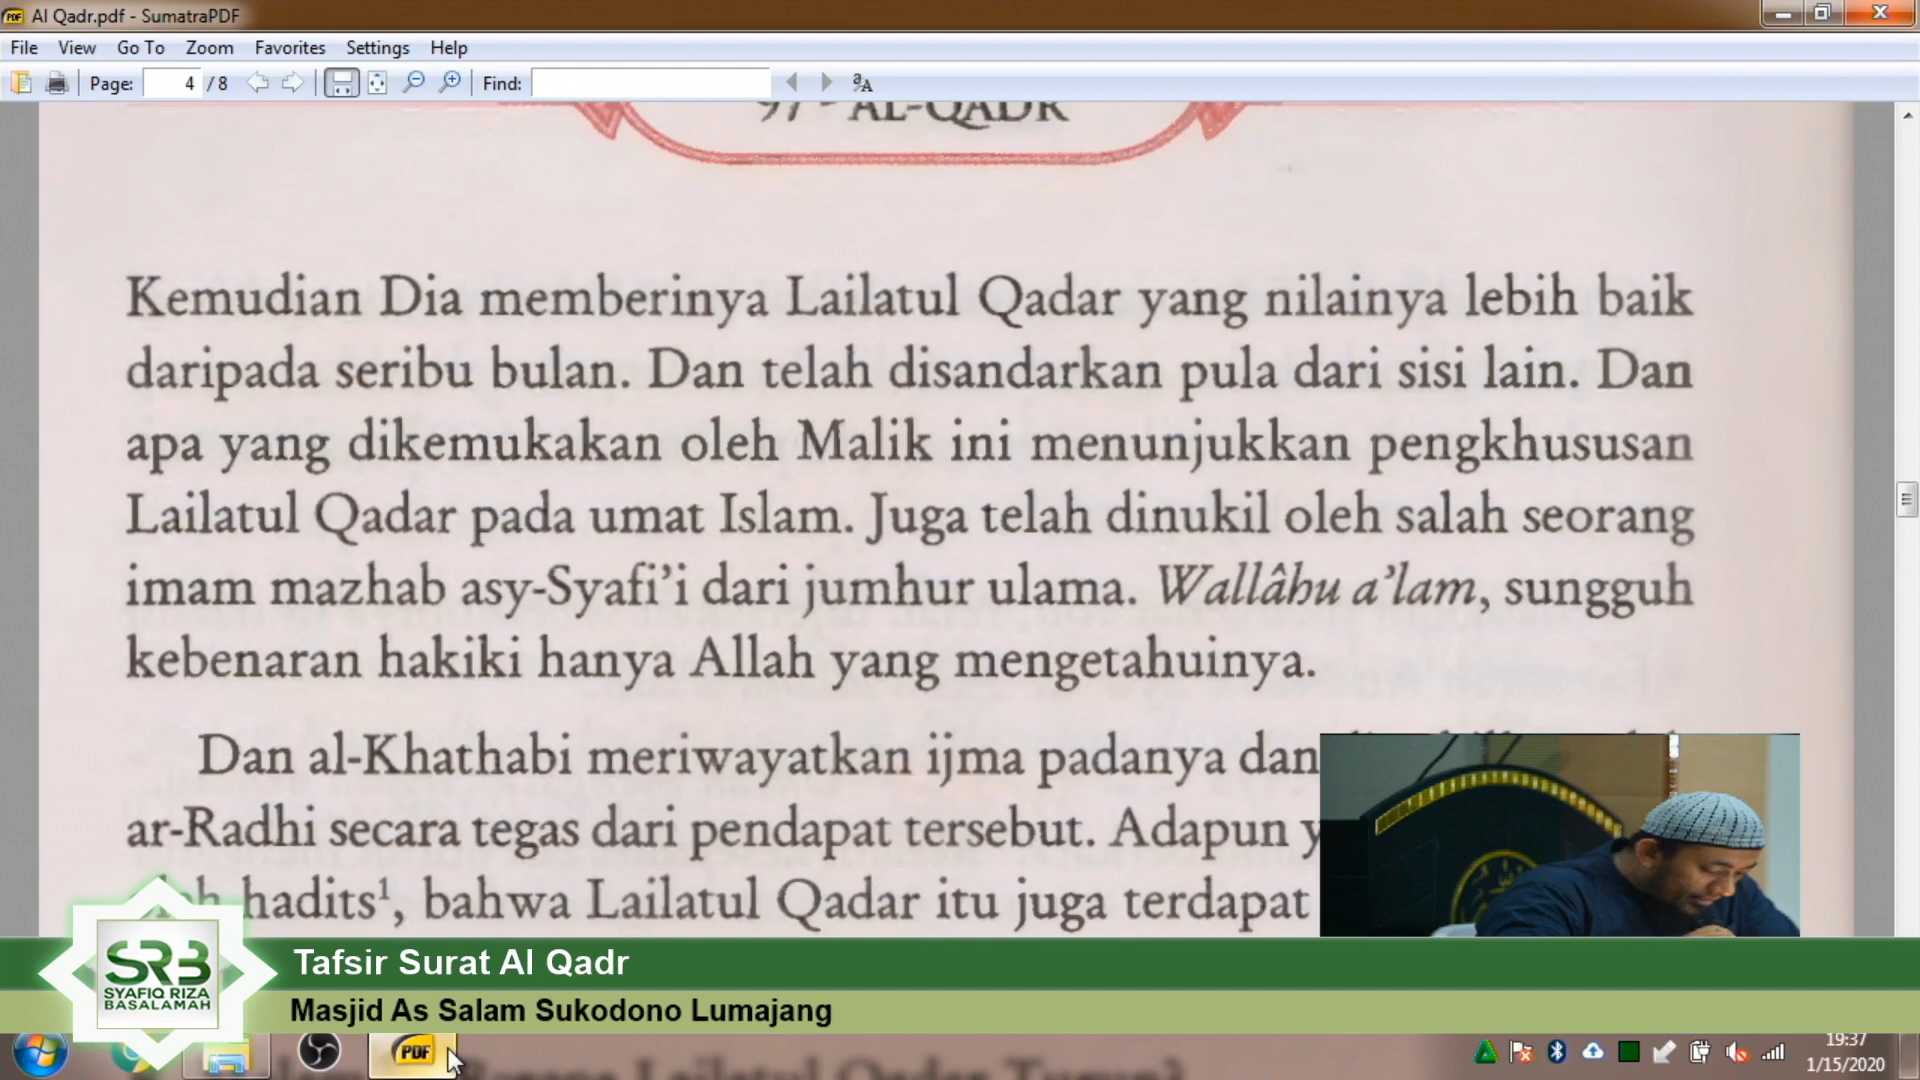 Al Qadr.pdf - SumatraPDF
File View Go To Zoom Favorites Settings Help
Page: 4 / 8 Find:
97 - AL-QADR
Kemudian Dia memberinya Lailatul Qadar yang nilainya lebih baik
daripada seribu bulan. Dan telah disandarkan pula dari sisi lain. Dan
apa yang dikemukakan oleh Malik ini menunjukkan pengkhususan
Lailatul Qadar pada umat Islam. Juga telah dinukil oleh salah seorang
imam mazhab asy-Syafi'i dari jumhur ulama. Wallâhu a'lam, sungguh
kebenaran hakiki hanya Allah yang mengetahuinya.
Dan al-Khathabi meriwayatkan ijma padanya dan
ar-Radhi secara tegas dari pendapat tersebut. Adapun
hadits¹, bahwa Lailatul Qadar itu juga terdapat
SRB
SYAFIQ RIZA
BASALAMAH
Tafsir Surat Al Qadr
Masjid As Salam Sukodono Lumajang
PDF
Lailatul Qadar
19:37
1/15/2020